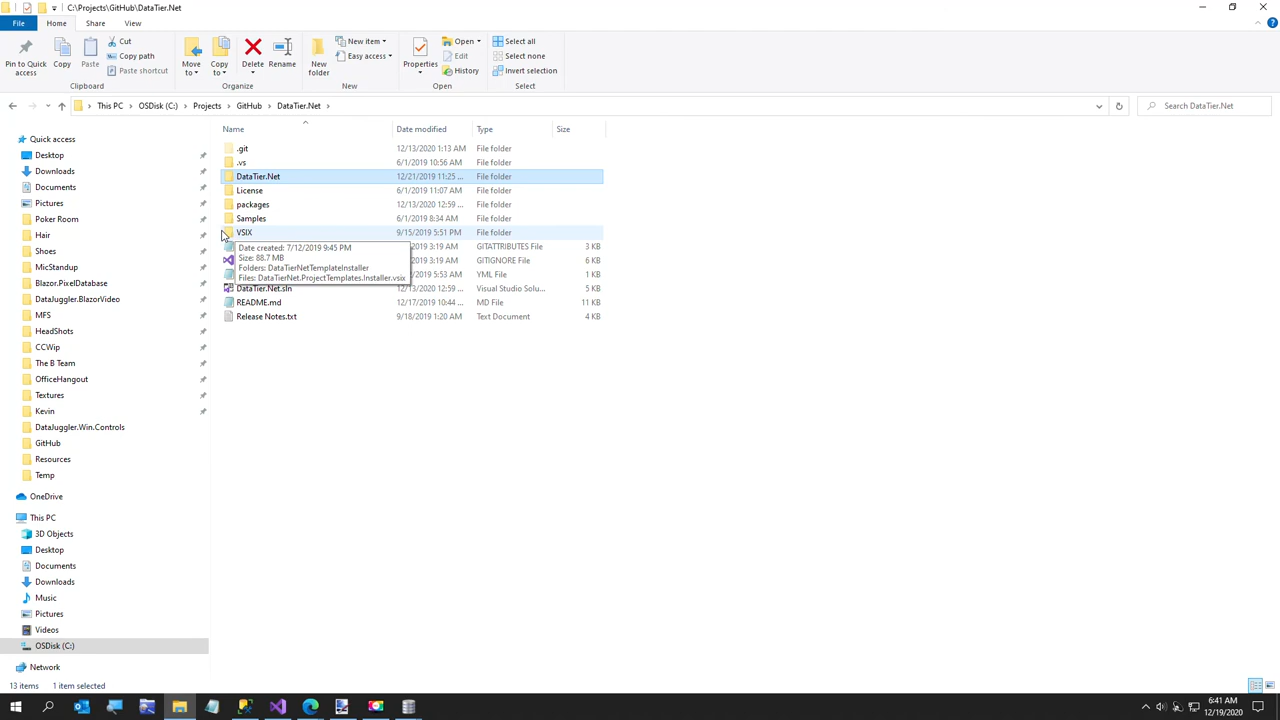 C:\Projects\GitHub\DataTier.Net
File Home Share View
Pin to Quick access
Copy
Paste
Cut
Copy path
Paste shortcut
Move to
Copy to
Delete
Rename
New folder
New item
Easy access
Properties
Open
Edit
History
Select all
Select none
Invert selection
Clipboard Organize New Open Select
This PC OSDisk (C:) Projects GitHub DataTier.Net
Search DataTier.Net
Name Date modified Type Size
.git 12/13/2020 1:13 AM File folder
.vs 6/1/2019 10:56 AM File folder
DataTier.Net 12/21/2019 11:25 ... File folder
License 6/1/2019 11:07 AM File folder
packages 12/13/2020 12:59 ... File folder
Samples 6/1/2019 8:34 AM File folder
VSIX 9/15/2019 5:51 PM File folder
2019 3:19 AM GITATTRIBUTES File 3 KB
2019 3:19 AM GITIGNORE File 6 KB
2019 5:53 AM YML File 1 KB
DataTier.Net.sln 12/13/2020 12:59 ... Visual Studio Solu... 5 KB
README.md 12/17/2019 10:44 ... MD File 11 KB
Release Notes.txt 9/18/2019 1:20 AM Text Document 4 KB
Date created: 7/12/2019 9:45 PM
Size: 88.7 MB
Folders: DataTierNetTemplateInstaller
Files: DataTierNet.ProjectTemplates.Installer.vsix
Quick access
Desktop
Downloads
Documents
Pictures
Poker Room
Hair
Shoes
MicStandup
Blazor.PixelDatabase
DataJuggler.BlazorVideo
MFS
HeadShots
CCWip
The B Team
OfficeHangout
Textures
Kevin
DataJuggler.Win.Controls
GitHub
Resources
Temp
OneDrive
This PC
3D Objects
Desktop
Documents
Downloads
Music
Pictures
Videos
OSDisk (C:)
Network
13 items 1 item selected
6:41 AM
12/19/2020